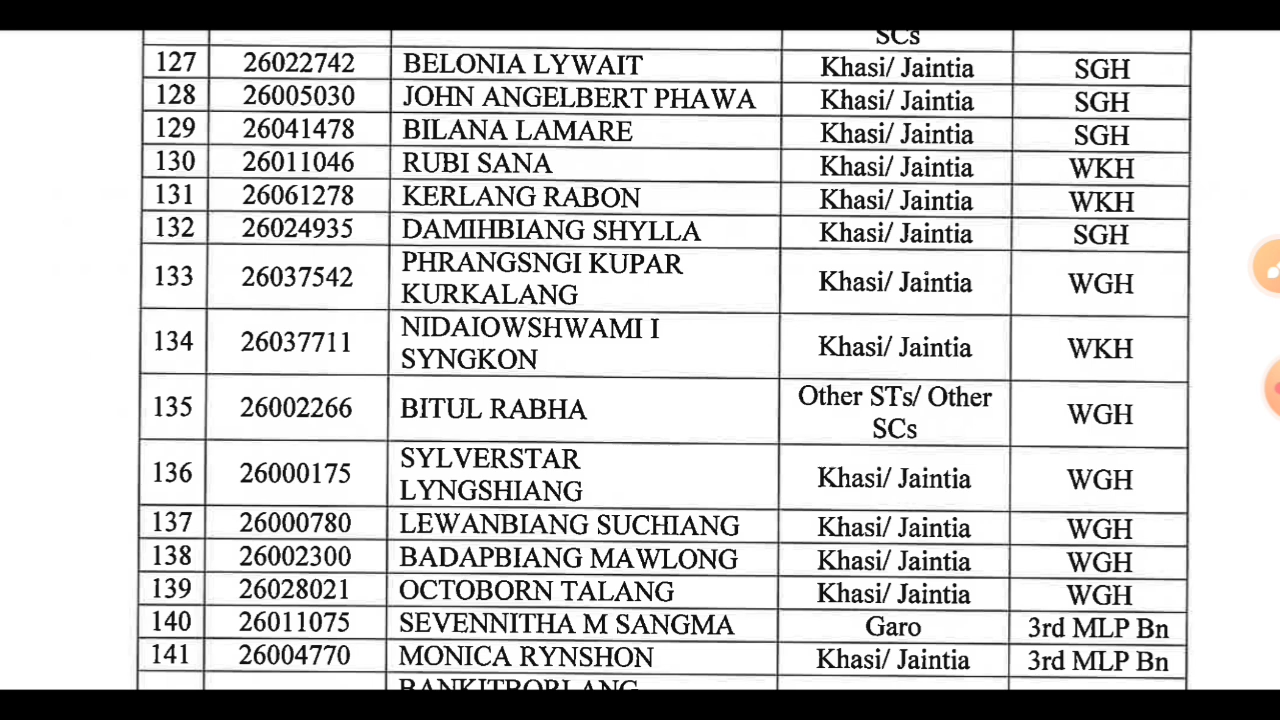 SCs
127 26022742 BELONIA LYWAIT Khasi/ Jaintia SGH
128 26005030 JOHN ANGELBERT PHAWA Khasi/ Jaintia SGH
129 26041478 BILANA LAMARE Khasi/ Jaintia SGH
130 26011046 RUBI SANA Khasi/ Jaintia WKH
131 26061278 KERLANG RABON Khasi/ Jaintia WKH
132 26024935 DAMIHBIANG SHYLLA Khasi/ Jaintia SGH
133 26037542 PHRANGSNGI KUPAR
KURKALANG Khasi/ Jaintia WGH
134 26037711 NIDAIOWSHWAMI I
SYNGKON Khasi/ Jaintia WKH
135 26002266 BITUL RABHA Other STs/ Other
SCs WGH
136 26000175 SYLVERSTAR
LYNGSHIANG Khasi/ Jaintia WGH
137 26000780 LEWANBIANG SUCHIANG Khasi/ Jaintia WGH
138 26002300 BADAPBIANG MAWLONG Khasi/ Jaintia WGH
139 26028021 OCTOBORN TALANG Khasi/ Jaintia WGH
140 26011075 SEVENNITHA M SANGMA Garo 3rd MLP Bn
141 26004770 MONICA RYNSHON Khasi/ Jaintia 3rd MLP Bn